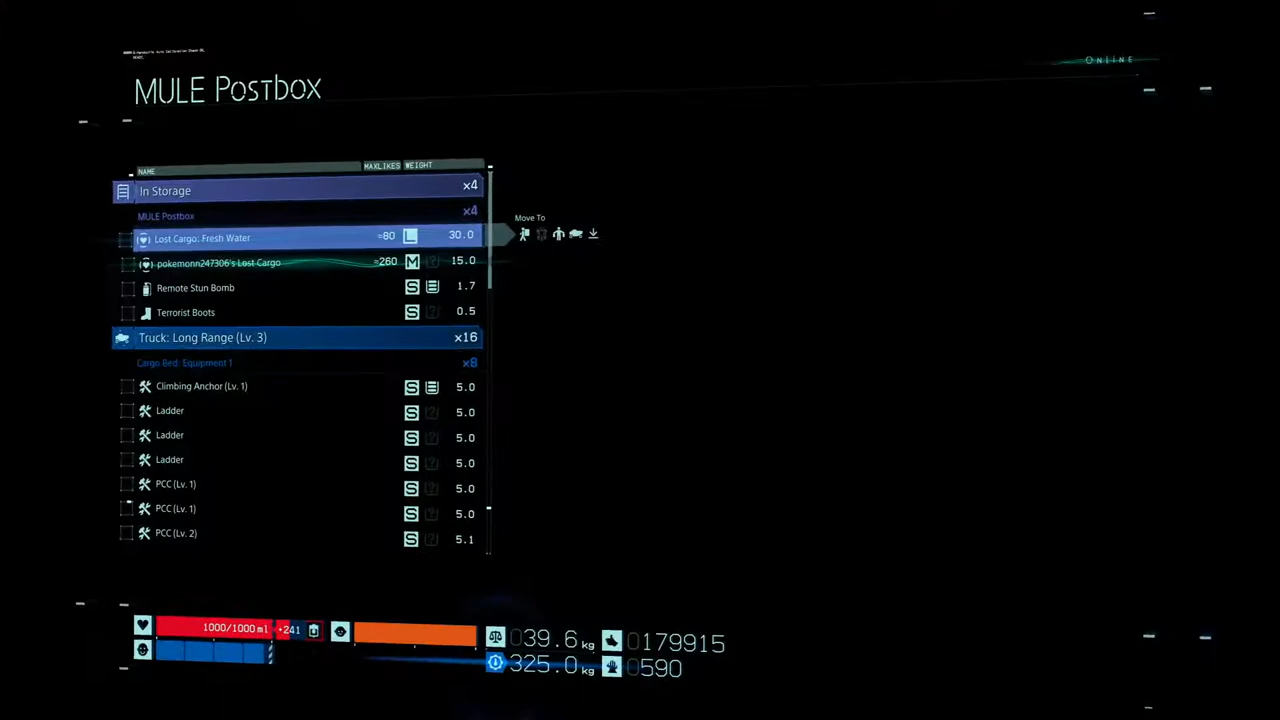 MULE Postbox
ONLINE
NAME MAXLIKES WEIGHT
In Storage x4
MULE Postbox x4
Lost Cargo: Fresh Water ≈80 L 30.0
Move To
pokemonn247306's Lost Cargo ≈260 M 15.0
Remote Stun Bomb S 1.7
Terrorist Boots S 0.5
Truck: Long Range (Lv. 3) x16
Cargo Bed: Equipment 1 x8
Climbing Anchor (Lv. 1) S 5.0
Ladder S 5.0
Ladder S 5.0
Ladder S 5.0
PCC (Lv. 1) S 5.0
PCC (Lv. 1) S 5.0
PCC (Lv. 2) S 5.1
1000/1000 ml +241
039.6 kg 0179915
325.0 kg 0590